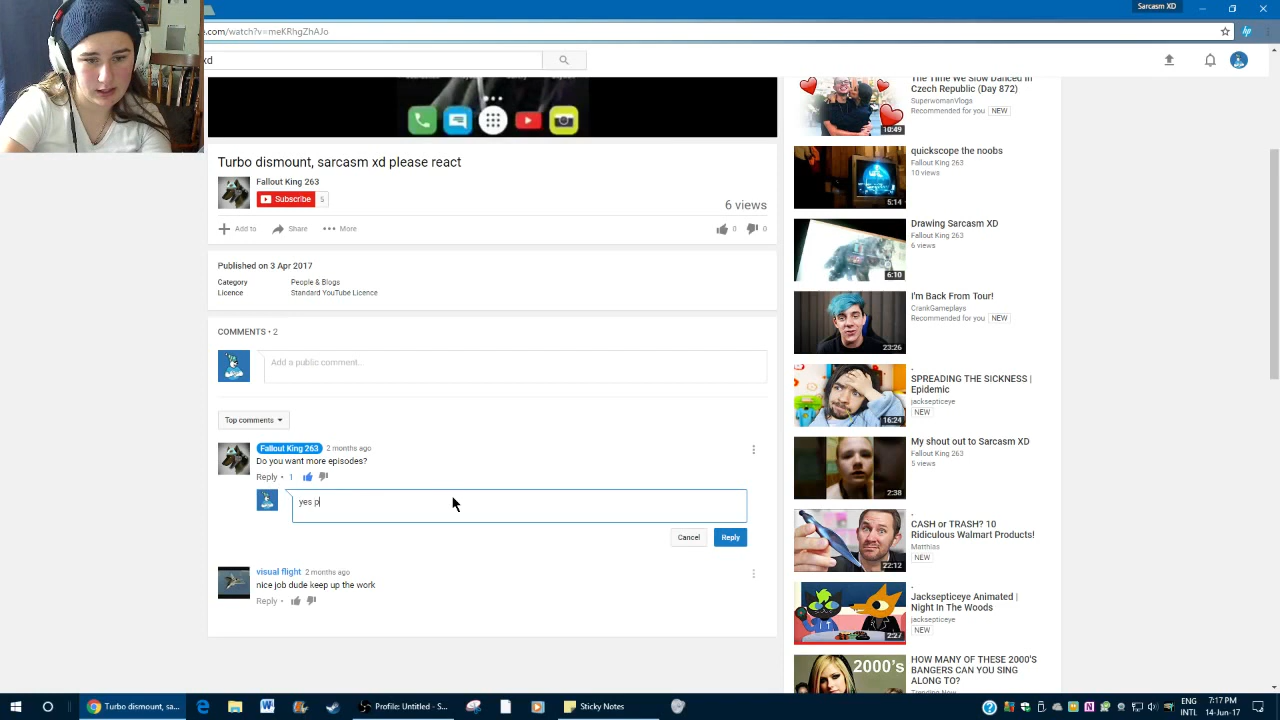 Sarcasm XD
.com/watch?v=meKRhgZhAJo
xd
Turbo dismount, sarcasm xd please react
Fallout King 263
Subscribe 5
6 views
Add to Share More 0 0
Published on 3 Apr 2017
Category People & Blogs
Licence Standard YouTube Licence
COMMENTS • 2
Add a public comment...
Top comments
Fallout King 263 2 months ago
Do you want more episodes?
Reply • 1
yes p
Cancel Reply
visual flight 2 months ago
nice job dude keep up the work
Reply •
The Time We Slow Danced In
Czech Republic (Day 872)
SuperwomanVlogs
Recommended for you NEW
10:49
quickscope the noobs
Fallout King 263
10 views
5:14
Drawing Sarcasm XD
Fallout King 263
6 views
6:10
I'm Back From Tour!
CrankGameplays
Recommended for you NEW
23:26
.
SPREADING THE SICKNESS |
Epidemic
jacksepticeye
NEW
16:24
My shout out to Sarcasm XD
Fallout King 263
5 views
2:38
.
CASH or TRASH? 10
Ridiculous Walmart Products!
Matthias
NEW
22:12
.
Jacksepticeye Animated |
Night In The Woods
jacksepticeye
NEW
2:27
2000's
HOW MANY OF THESE 2000'S
BANGERS CAN YOU SING
ALONG TO?
Trending Now
Turbo dismount, sa...
Profile: Untitled - S...
Sticky Notes
INTL
7:17 PM
14-Jun-17